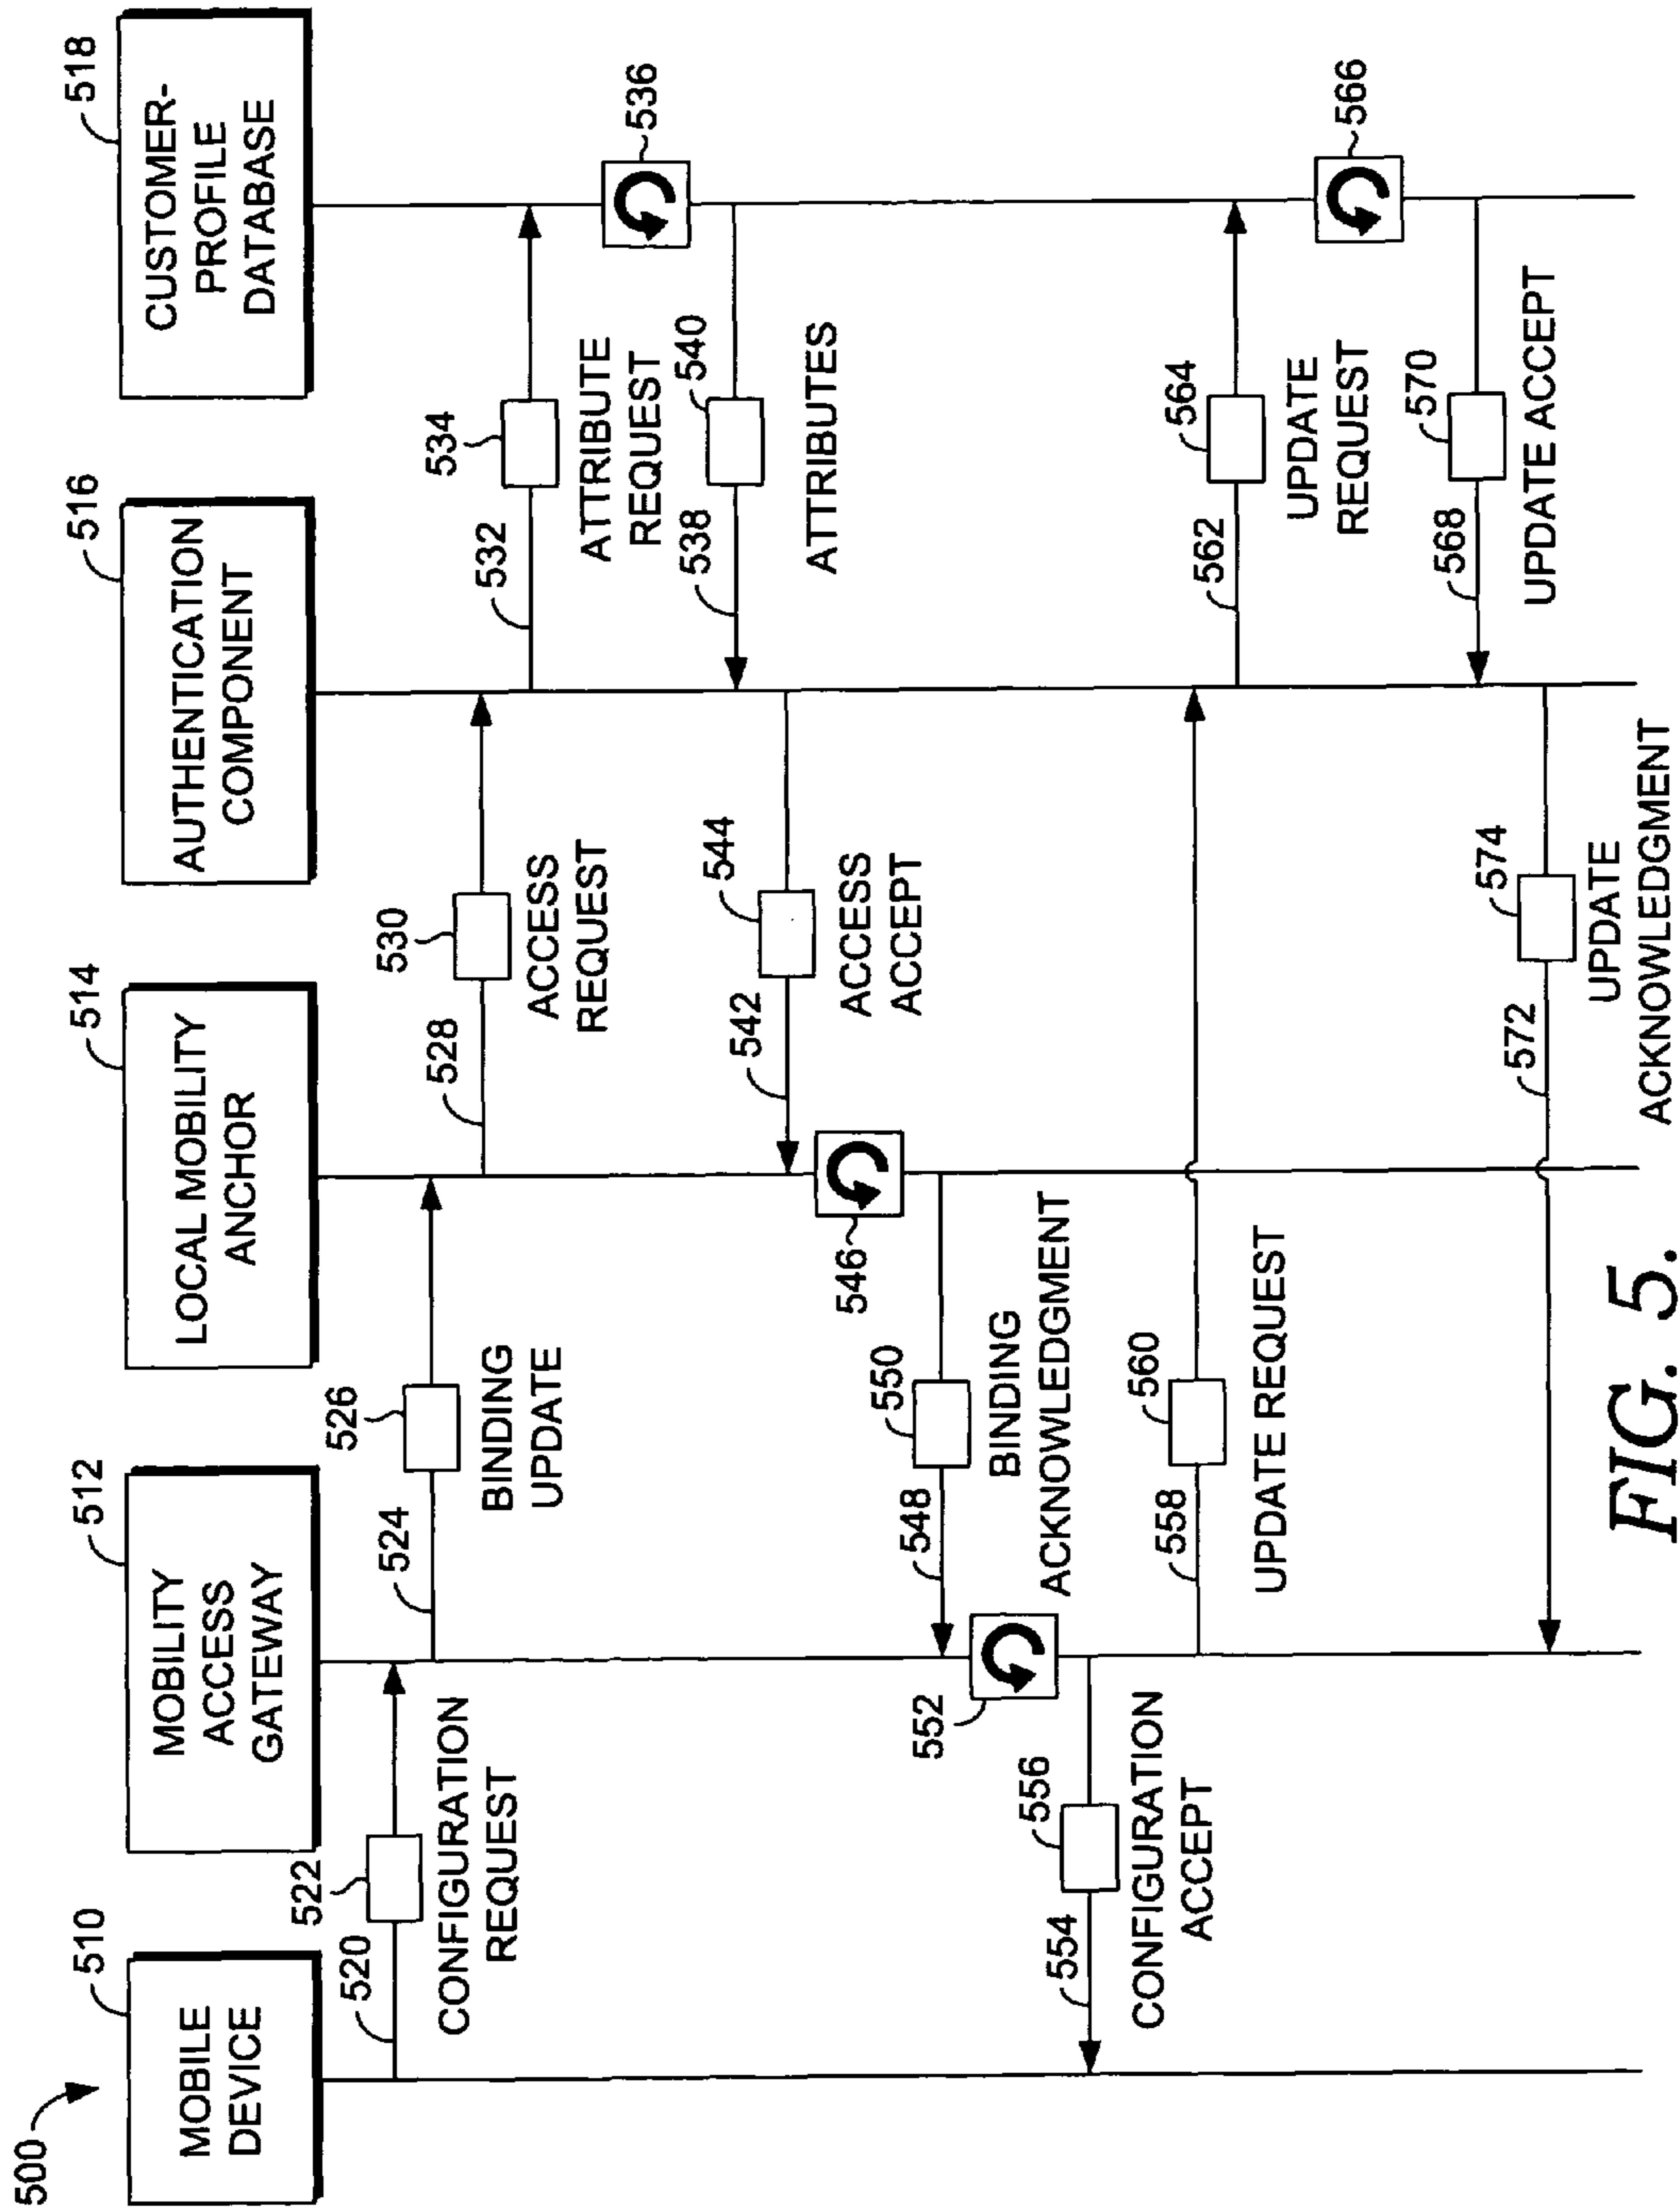 500
510
MOBILE
DEVICE
512
MOBILITY
ACCESS
GATEWAY
514
LOCAL MOBILITY
ANCHOR
516
AUTHENTICATION
COMPONENT
518
CUSTOMER-
PROFILE
DATABASE
520
522
CONFIGURATION
REQUEST
524
526
BINDING
UPDATE
528
530
ACCESS
REQUEST
532
534
ATTRIBUTE
REQUEST
536
538
540
ATTRIBUTES
542
544
ACCESS
ACCEPT
546
548
550
BINDING
ACKNOWLEDGMENT
552
554
556
CONFIGURATION
ACCEPT
558
560
UPDATE REQUEST
562
564
UPDATE
REQUEST
566
568
570
UPDATE ACCEPT
572
574
UPDATE
ACKNOWLEDGMENT
FIG. 5.